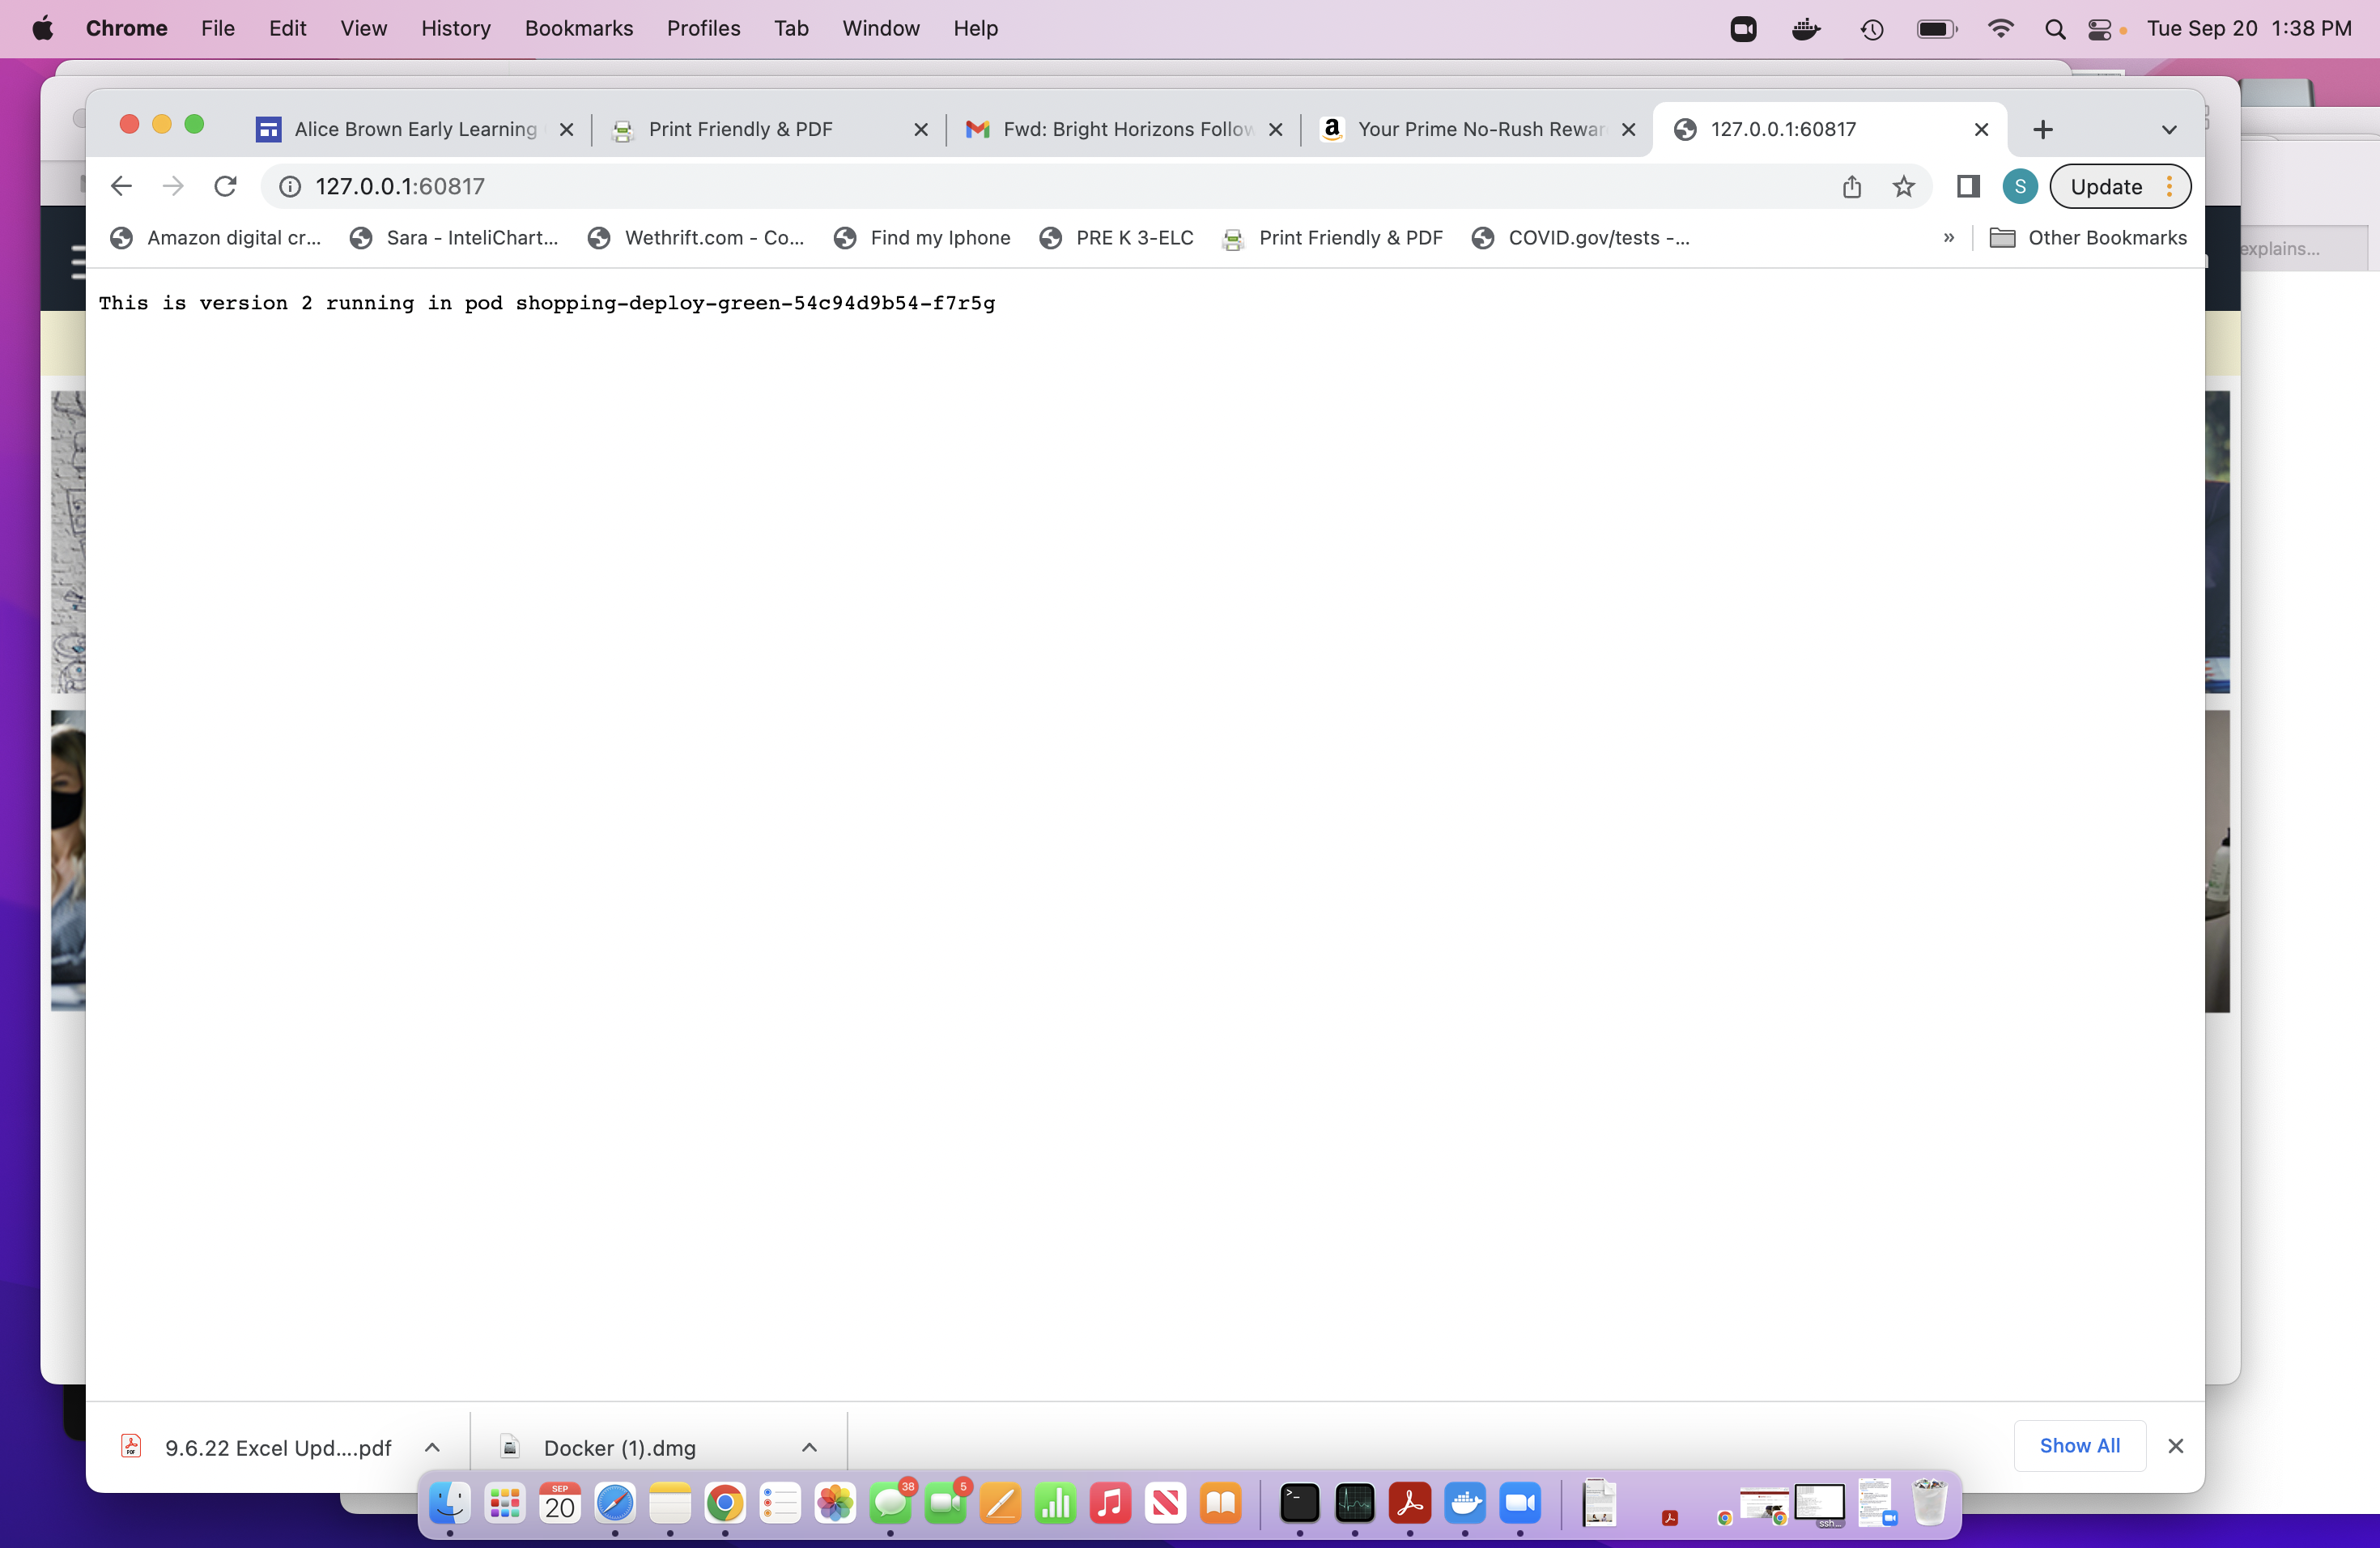 Chrome File Edit View History Bookmarks Profiles Tab Window Help Tue Sep 20 1:38 PM
Alice Brown Early Learning Print Friendly & PDF Fwd: Bright Horizons Follow Your Prime No-Rush Rewar 127.0.0.1:60817
127.0.0.1:60817 S Update
Amazon digital cr... Sara - InteliChart... Wethrift.com - Co... Find my Iphone PRE K 3-ELC Print Friendly & PDF COVID.gov/tests -... » Other Bookmarks
explains...
This is version 2 running in pod shopping-deploy-green-54c94d9b54-f7r5g
9.6.22 Excel Upd....pdf Docker (1).dmg Show All
SEP
20
38
5
ssh...